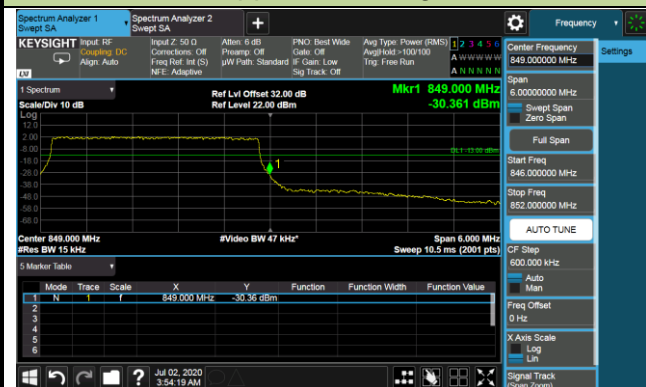 Spectrum Analyzer 1
Swept SA
Spectrum Analyzer 2
Swept SA
+
Frequency
KEYSIGHT
Input: RF
Coupling: DC
Align: Auto
Input Z: 50 Ω
Corrections: Off
Freq Ref: Int (S)
NFE: Adaptive
Atten: 6 dB
Preamp: Off
µW Path: Standard
PNO: Best Wide
Gate: Off
IF Gain: Low
Sig Track: Off
Avg Type: Power (RMS)
Avg|Hold:>100/100
Trig: Free Run
1 2 3 4 5 6
A W W W W W
A N N N N N
LXI
1 Spectrum
Scale/Div 10 dB
Log
Ref Lvl Offset 32.00 dB
Ref Level 22.00 dBm
Mkr1 849.000000 MHz
-30.361 dBm
12.0
2.00
-8.00
-18.0
-28.0
-38.0
-48.0
-58.0
-68.0
DL1 -13.00 dBm
1
Center 849.000 MHz
#Res BW 15 kHz
#Video BW 47 kHz*
Span 6.000 MHz
Sweep 10.5 ms (2001 pts)
5 Marker Table
Mode Trace Scale X Y Function Function Width Function Value
1 N 1 f 849.000 MHz -30.36 dBm
2
3
4
5
6
Jul 02, 2020
3:54:19 AM
?
Center Frequency
849.000000 MHz
Settings
Span
6.00000000 MHz
Swept Span
Zero Span
Full Span
Start Freq
846.000000 MHz
Stop Freq
852.000000 MHz
AUTO TUNE
CF Step
600.000 kHz
Auto
Man
Freq Offset
0 Hz
X Axis Scale
Log
Lin
Signal Track
(Span Zoom)